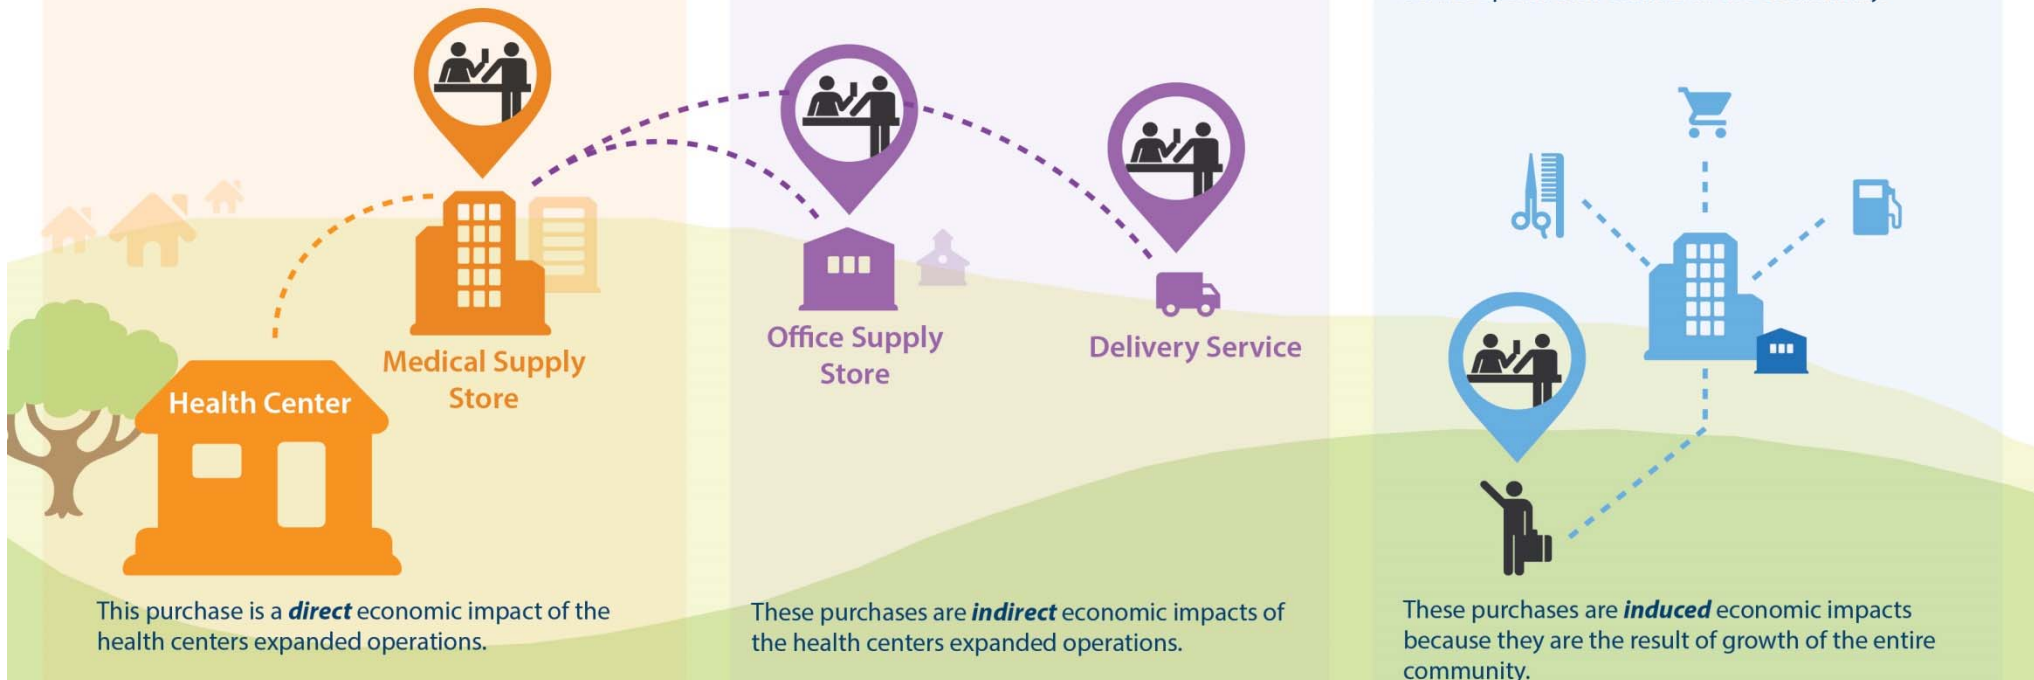 Health Center
Medical Supply
Store
This purchase is a direct economic impact of the
health centers expanded operations.
Office Supply
Store
Delivery Service
These purchases are indirect economic impacts of
the health centers expanded operations.
These purchases are induced economic impacts
because they are the result of growth of the entire
community.